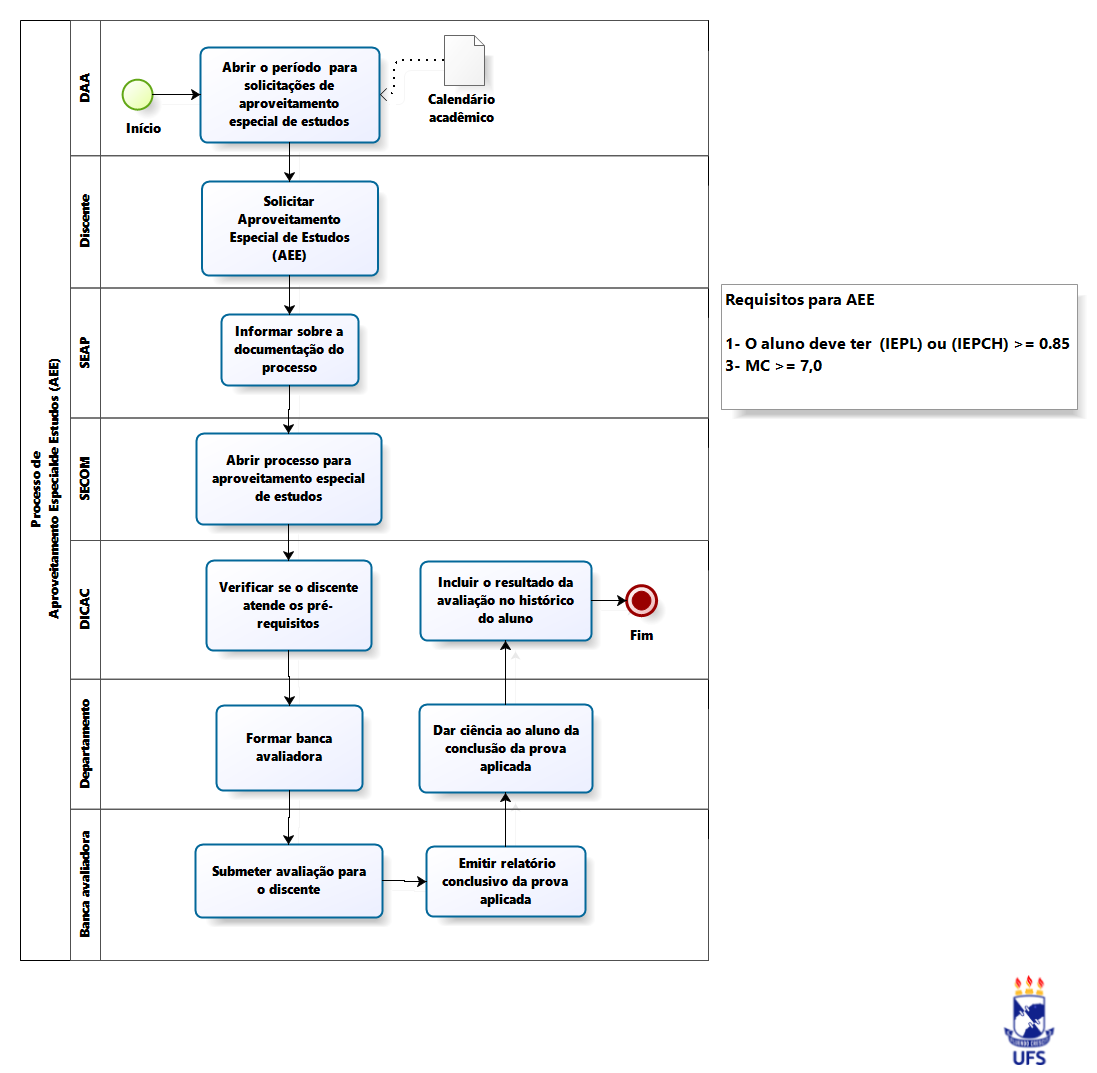 Processo de
Aproveitamento Especialde Estudos (AEE)
DAA
Início
Abrir o período para
solicitações de
aproveitamento
especial de estudos
Calendário
acadêmico
Discente
Solicitar
Aproveitamento
Especial de Estudos
(AEE)
SEAP
Informar sobre a
documentação do
processo
Requisitos para AEE
1- O aluno deve ter (IEPL) ou (IEPCH) >= 0.85
3- MC >= 7,0
SECOM
Abrir processo para
aproveitamento especial
de estudos
DICAC
Verificar se o discente
atende os pré-
requisitos
Incluir o resultado da
avaliação no histórico
do aluno
Fim
Departamento
Formar banca
avaliadora
Dar ciência ao aluno da
conclusão da prova
aplicada
Banca avaliadora
Submeter avaliação para
o discente
Emitir relatório
conclusivo da prova
aplicada
UFS